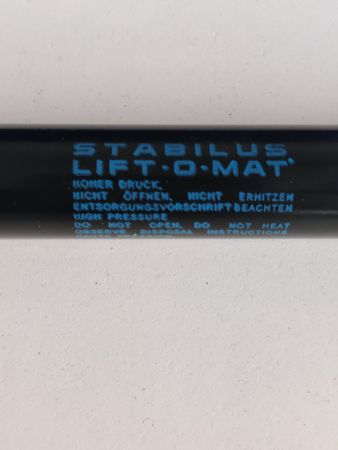 STABILUS
LIFT-O-MAT®
HOHER DRUCK,
NICHT ÖFFNEN, NICHT ERHITZEN
ENTSORGUNGSVORSCHRIFT BEACHTEN
HIGH PRESSURE
DO NOT OPEN, DO NOT HEAT
OBSERVE DISPOSAL INSTRUCTIONS